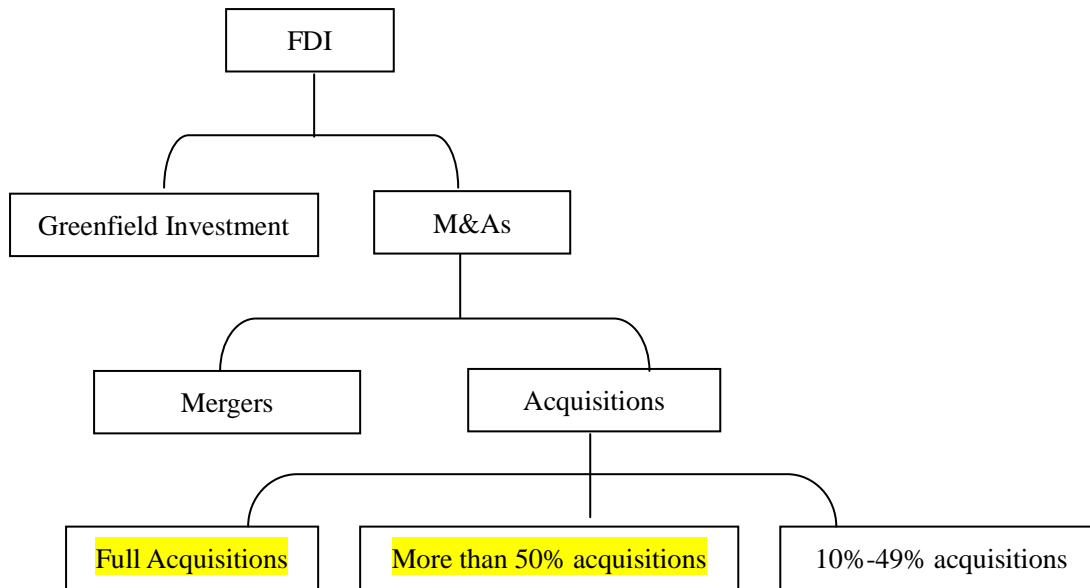 FDI
Greenfield Investment
M&As
Mergers
Acquisitions
Full Acquisitions
More than 50% acquisitions
10%-49% acquisitions